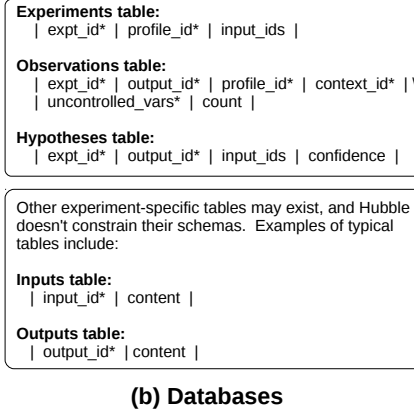 Experiments table:
| expt_id* | profile_id* | input_ids |
Observations table:
| expt_id* | output_id* | profile_id* | context_id* |
| uncontrolled_vars* | count |
Hypotheses table:
| expt_id* | output_id* | input_ids | confidence |
Other experiment-specific tables may exist, and Hubble
doesn't constrain their schemas. Examples of typical
tables include:
Inputs table:
| input_id* | content |
Outputs table:
| output_id* | content |
(b) Databases